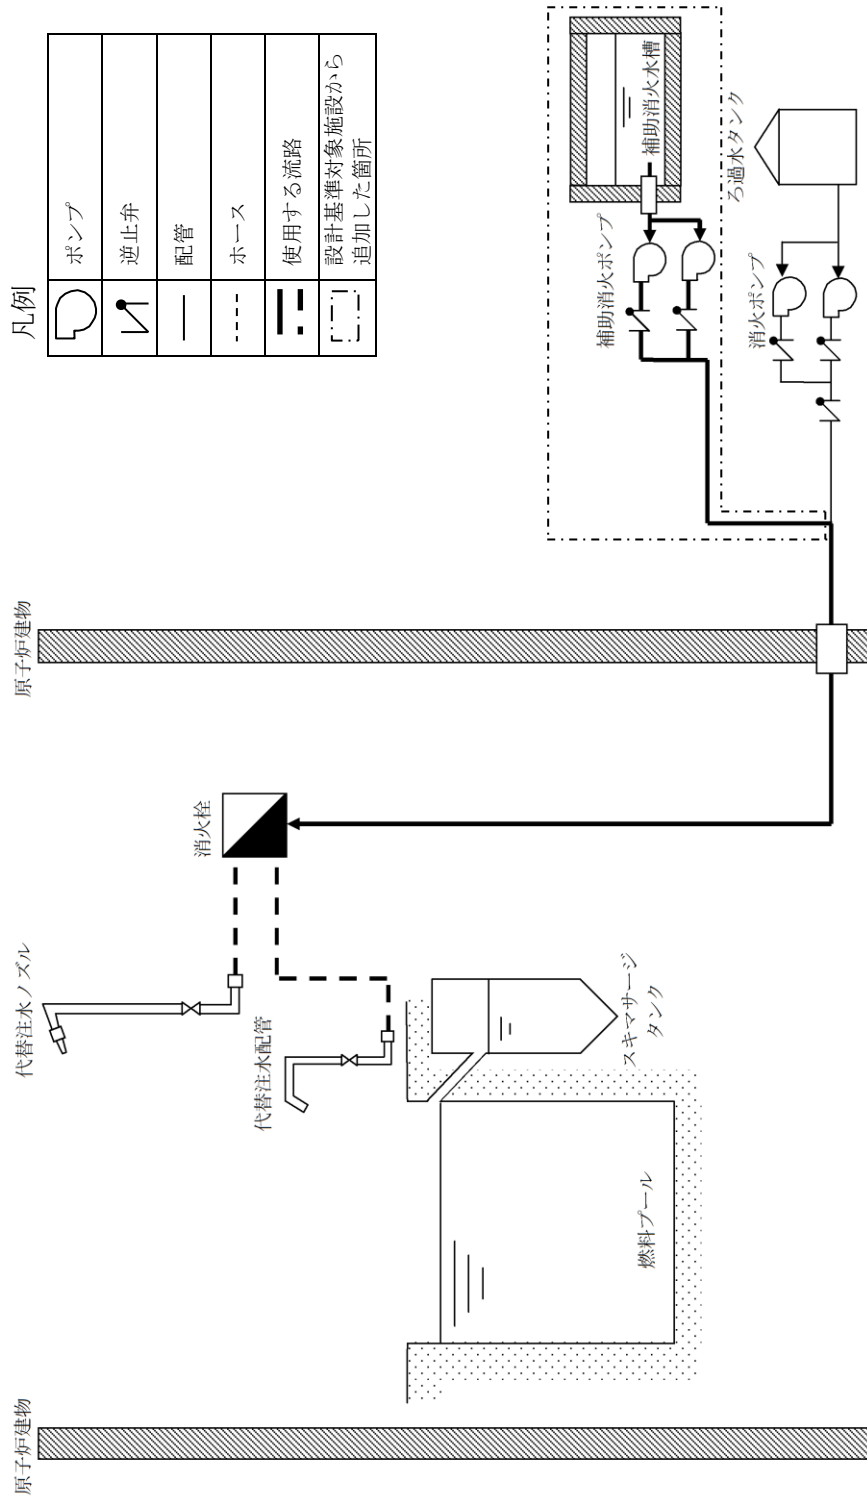 凡例
ポンプ
逆止弁
配管
ホース
使用する流路
設計基準対象施設から
追加した箇所
原子炉建物
代替注水ノズル
消火栓
代替注水配管
スキマサージ
タンク
燃料プール
原子炉建物
補助消火ポンプ
補助消火水槽
消火ポンプ
ろ過水タンク